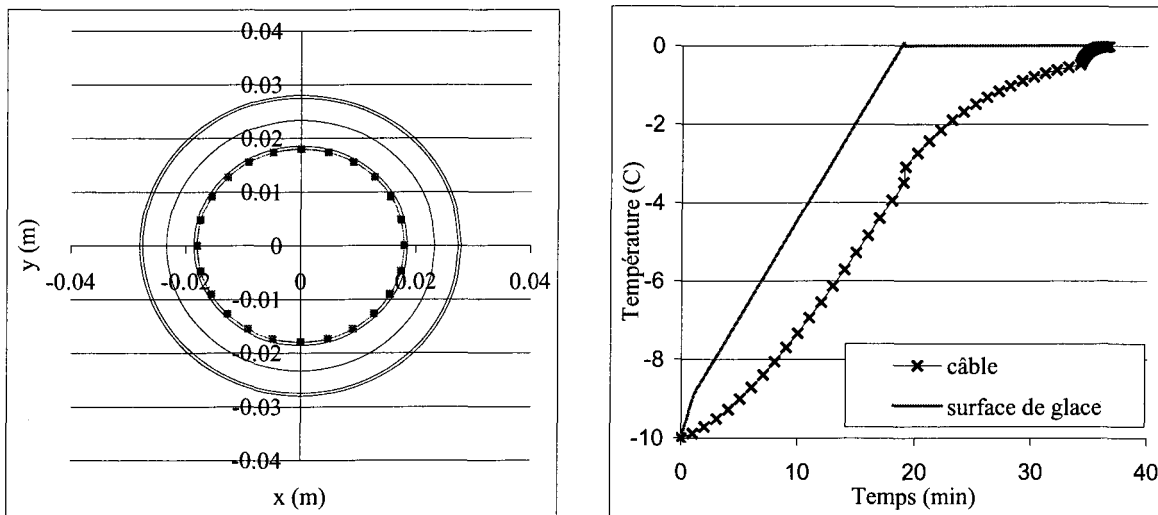 0.04
0.03
0.02
0.01
0
-0.04 -0.02 0 0.02 0.04
-0.01
-0.02
-0.03
-0.04
y (m)
x (m)
0
-2
-4
-6
-8
-10
0 10 20 30 40
Température (C)
Temps (min)
câble
surface de glace